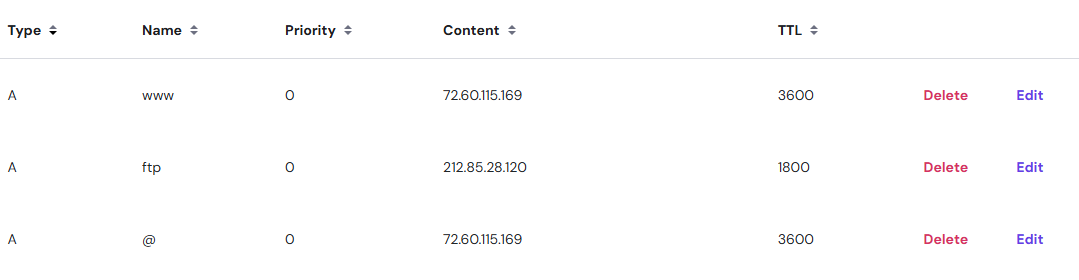 Type Name Priority Content TTL
A www 0 72.60.115.169 3600 Delete Edit
A ftp 0 212.85.28.120 1800 Delete Edit
A @ 0 72.60.115.169 3600 Delete Edit